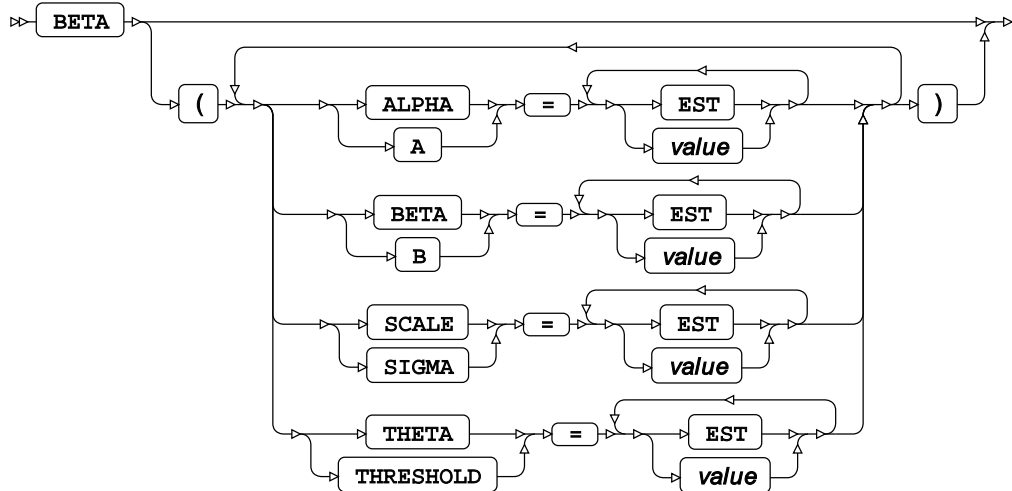 BETA
(
ALPHA = EST
)
A value
BETA = EST
B value
SCALE = EST
SIGMA value
THETA = EST
THRESHOLD value